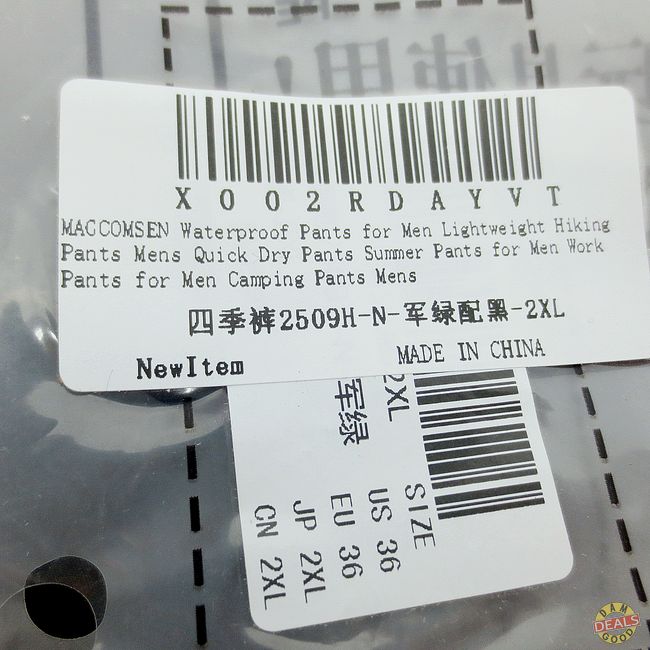 X002RDAYVT
MAGCOMSEN Waterproof Pants for Men Lightweight Hiking
Pants Mens Quick Dry Pants Summer Pants for Men Work
Pants for Men Camping Pants Mens
四季裤2509H-N-军绿配黑-2XL
NewItem
MADE IN CHINA
2XL
军绿
SIZE
US 36
EU 36
JP 2XL
CN 2XL
DAMN
DEALS
GOOD